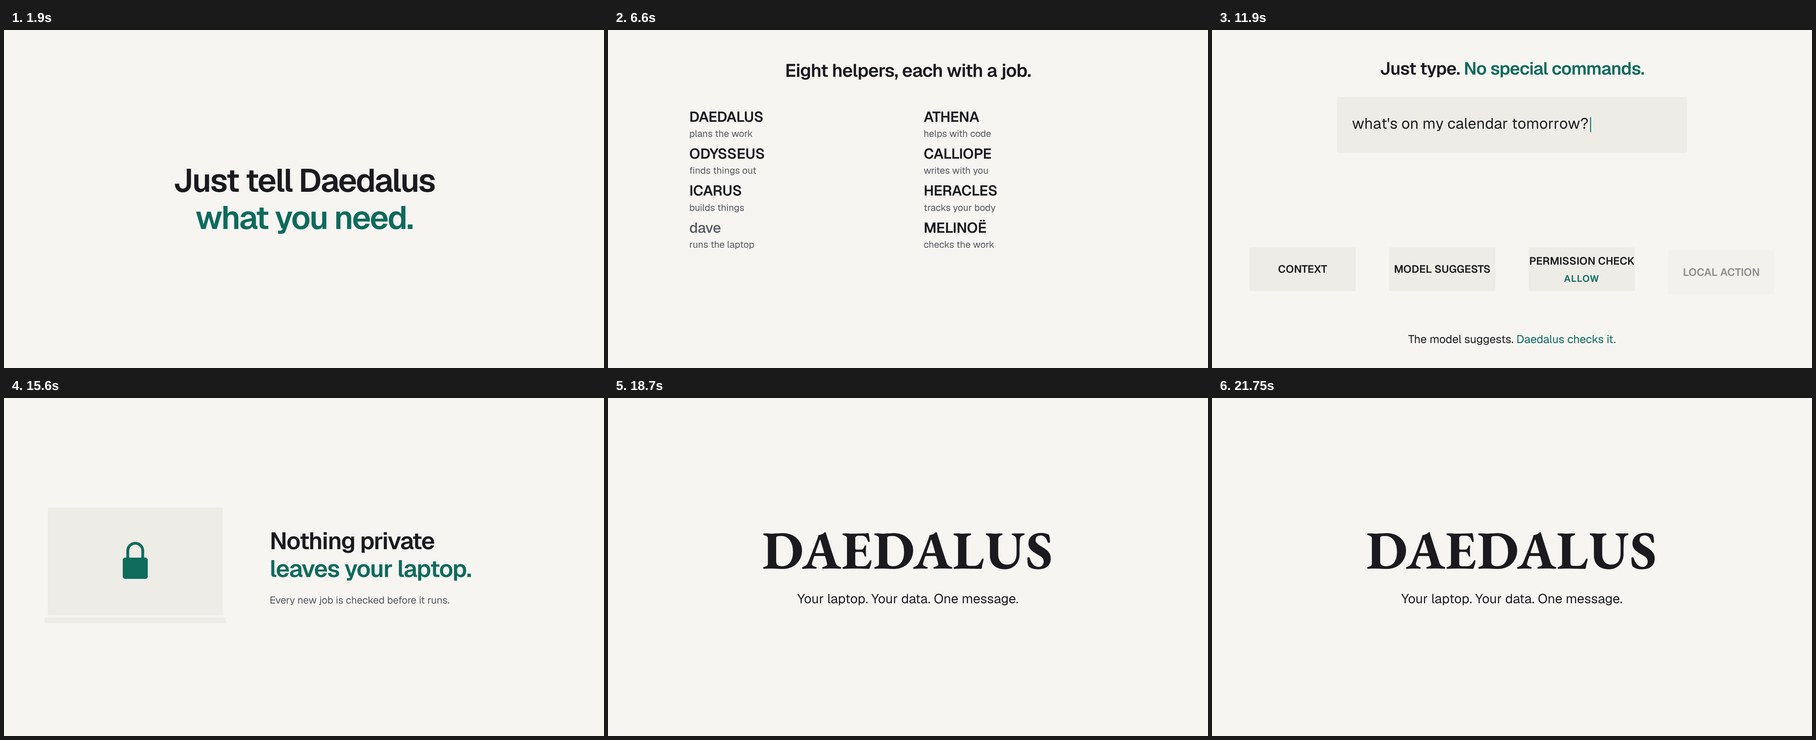 1. 1.9s
Just tell Daedalus
what you need.
2. 6.6s
Eight helpers, each with a job.
DAEDALUS
plans the work
ODYSSEUS
finds things out
ICARUS
builds things
dave
runs the laptop
ATHENA
helps with code
CALLIOPE
writes with you
HERACLES
tracks your body
MELINOË
checks the work
3. 11.9s
Just type. No special commands.
what's on my calendar tomorrow?
CONTEXT
MODEL SUGGESTS
PERMISSION CHECK
ALLOW
LOCAL ACTION
The model suggests. Daedalus checks it.
4. 15.6s
Nothing private
leaves your laptop.
Every new job is checked before it runs.
5. 18.7s
DAEDALUS
Your laptop. Your data. One message.
6. 21.75s
DAEDALUS
Your laptop. Your data. One message.